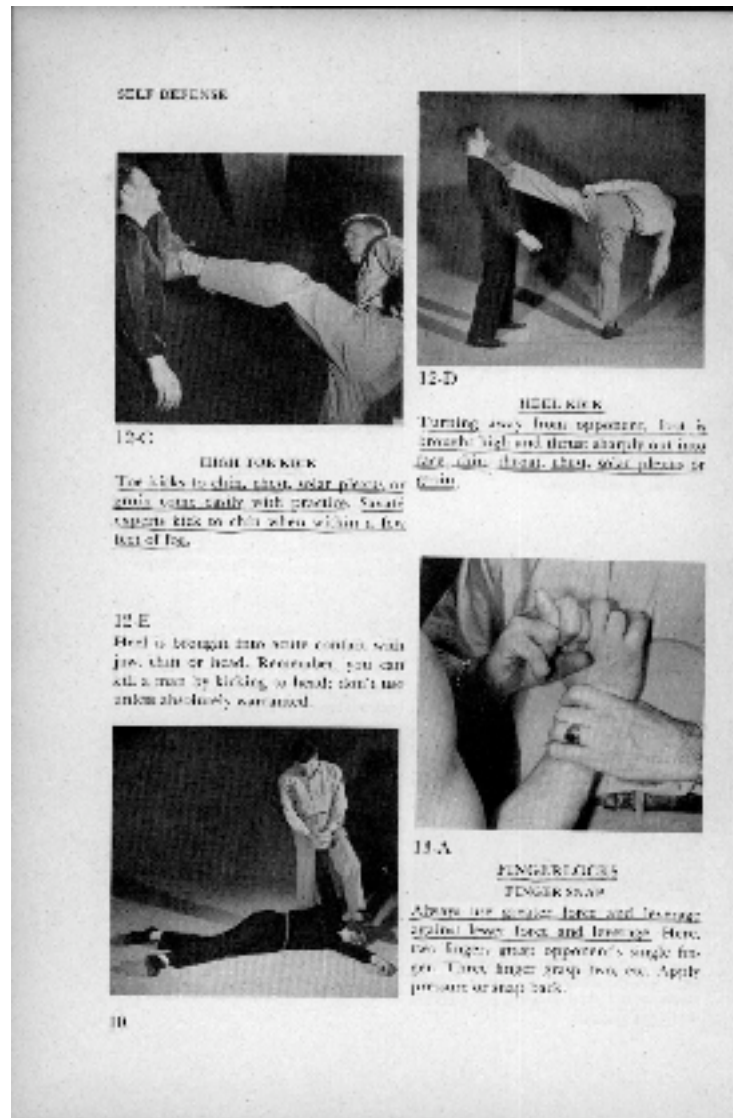 SELF DEFENSE
12-C
HIGH TOE KICK
Toe kicks to chin, chest, solar plexus, or
groin come easily with practice. Savate
experts kick to chin when within a few
feet of foe.
12-E
Heel is brought into acute contact with
jaw, chin or head. Remember, you can
kill a man by kicking to head; don't use
unless absolutely warranted.
10
12-D
HEEL KICK
Turning away from opponent, foot is
brought high and thrust sharply out into
face, chin, throat, chest, solar plexus or
groin.
13-A
FINGERLOCKS
FINGER SNAP
Always use greater force and leverage
against lesser force and leverage. Here,
two fingers grasp opponent's single fin-
ger. Three finger grasp two, etc. Apply
pressure or snap back.